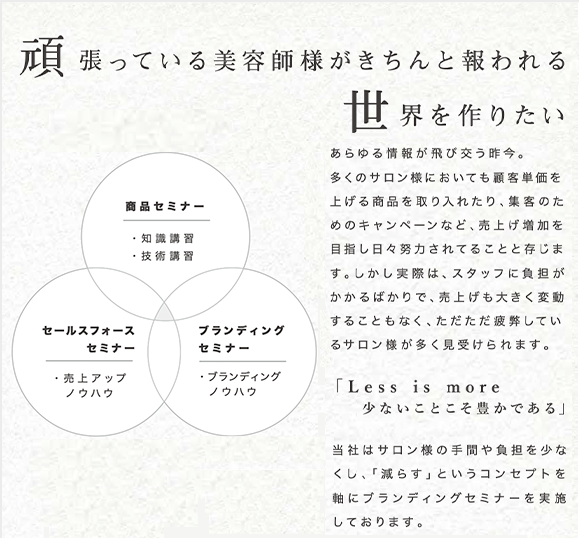 頑張っている美容師様がきちんと報われる
世界を作りたい
商品セミナー
・知識講習
・技術講習
セールスフォース
セミナー
・売上アップ
ノウハウ
ブランディング
セミナー
・ブランディング
ノウハウ
あらゆる情報が飛び交う昨今。
多くのサロン様においても顧客単価を
上げる商品を取り入れたり、集客のた
めのキャンペーンなど、売上げ増加を
目指し日々努力されてることと存じま
す。しかし実際は、スタッフに負担が
かかるばかりで、売上げも大きく変動
することもなく、ただただ疲弊してい
るサロン様が多く見受けられます。
「Less is more
少ないことこそ豊かである」
当社はサロン様の手間や負担を少な
くし、「減らす」というコンセプトを
軸にブランディングセミナーを実施
しております。